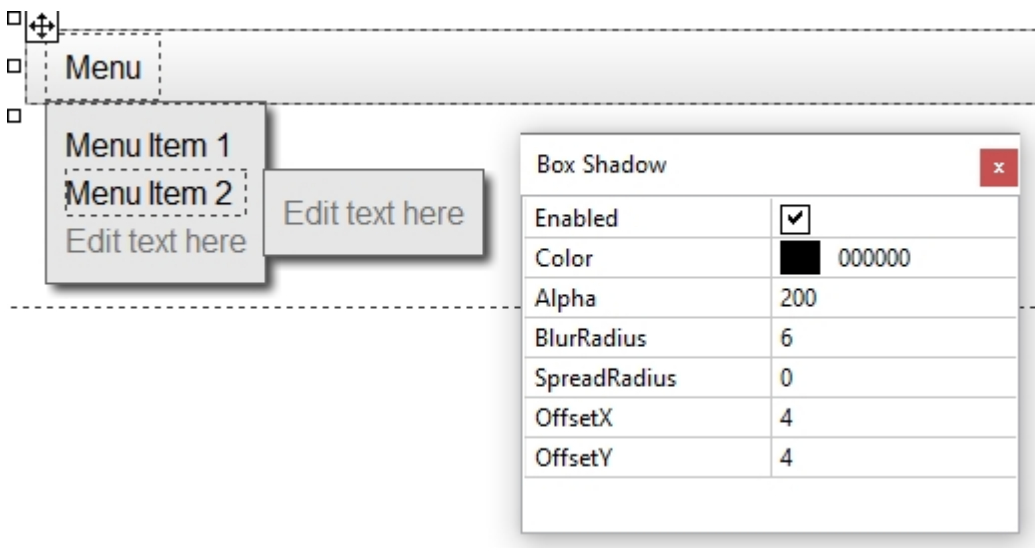 Menu
Menu Item 1
Menu Item 2
Edit text here
Edit text here
Box Shadow
x
Enabled
Color 000000
Alpha 200
BlurRadius 6
SpreadRadius 0
OffsetX 4
OffsetY 4